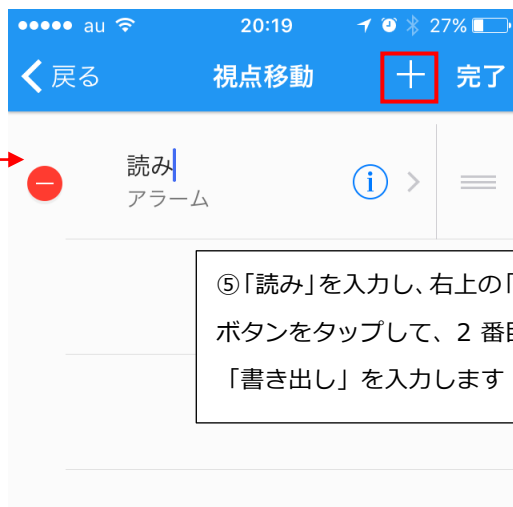 au 20:19 27%
戻る 視点移動 完了
読み
アラーム
⑤「読み」を入力し、右上の「
ボタンをタップして、2 番
「書き出し」を入力します